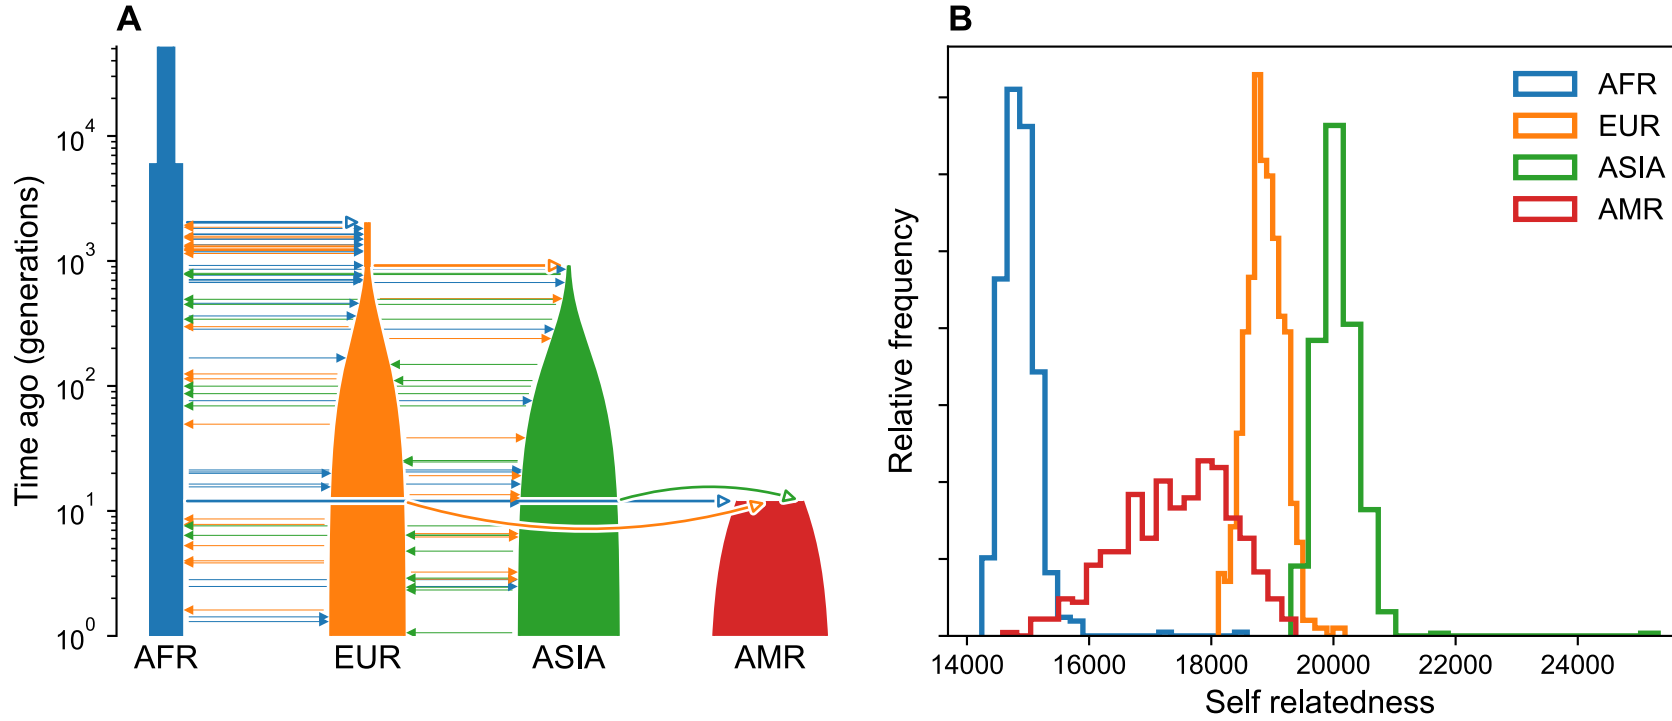 A
Time ago (generations)
10^4
10^3
10^2
10^1
10^0
AFR EUR ASIA AMR
B
Relative frequency
AFR
EUR
ASIA
AMR
14000 16000 18000 20000 22000 24000
Self relatedness